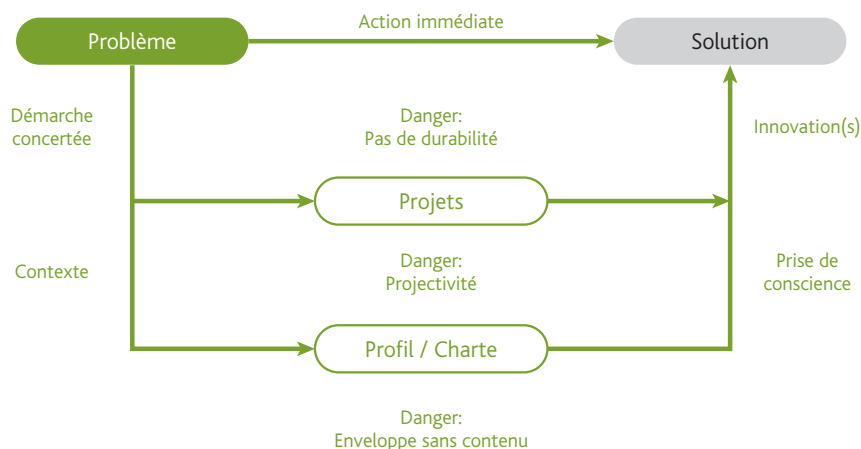 Action immédiate
Problème
Solution
Démarche
concertée
Danger:
Pas de durabilité
Innovation(s)
Projets
Contexte
Danger:
Projectivité
Prise de
conscience
Profil / Charte
Danger:
Enveloppe sans contenu